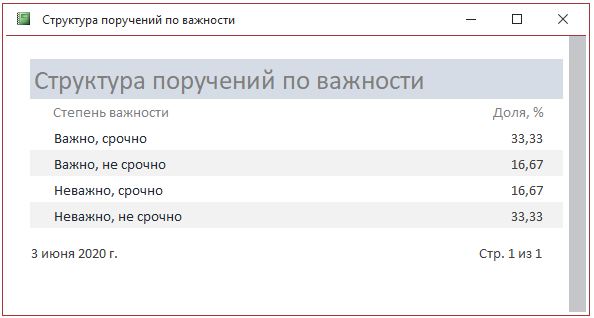 Структура поручений по важности
Структура поручений по важности
Степень важности Доля, %
Важно, срочно 33,33
Важно, не срочно 16,67
Неважно, срочно 16,67
Неважно, не срочно 33,33
3 июня 2020 г. Стр. 1 из 1